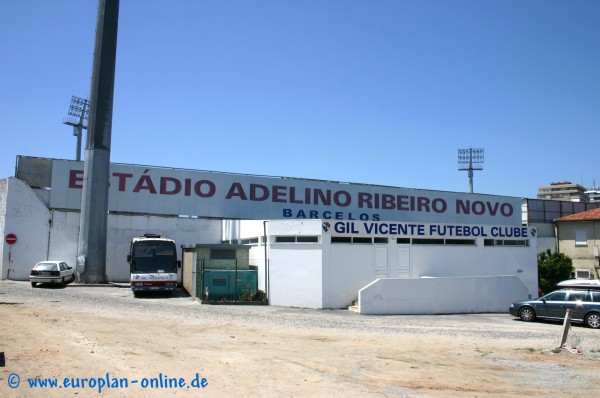 ESTÁDIO ADELINO RIBEIRO NOVO
BARCELOS
GIL VICENTE FUTEBOL CLUBE
© www.europlan-online.de